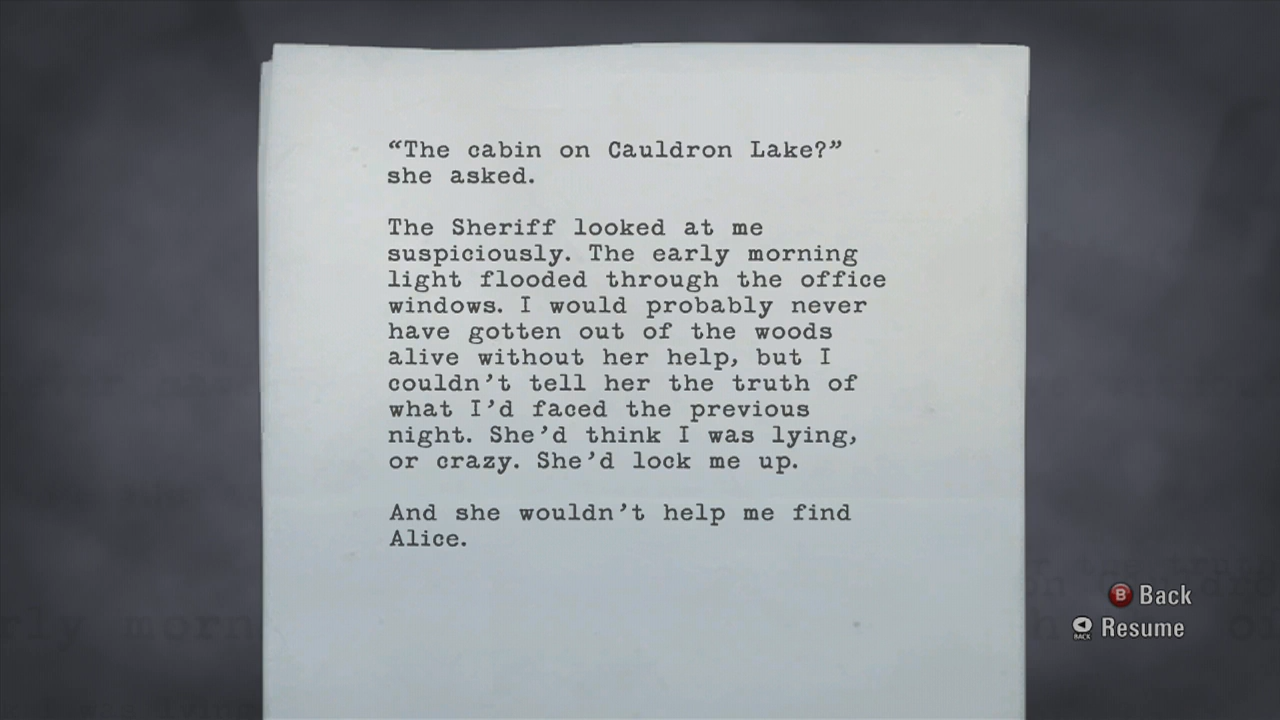 “The cabin on Cauldron Lake?”
she asked.
The Sheriff looked at me
suspiciously. The early morning
light flooded through the office
windows. I would probably never
have gotten out of the woods
alive without her help, but I
couldn’t tell her the truth of
what I’d faced the previous
night. She’d think I was lying,
or crazy. She’d lock me up.
And she wouldn’t help me find
Alice.
B Back
BACK Resume